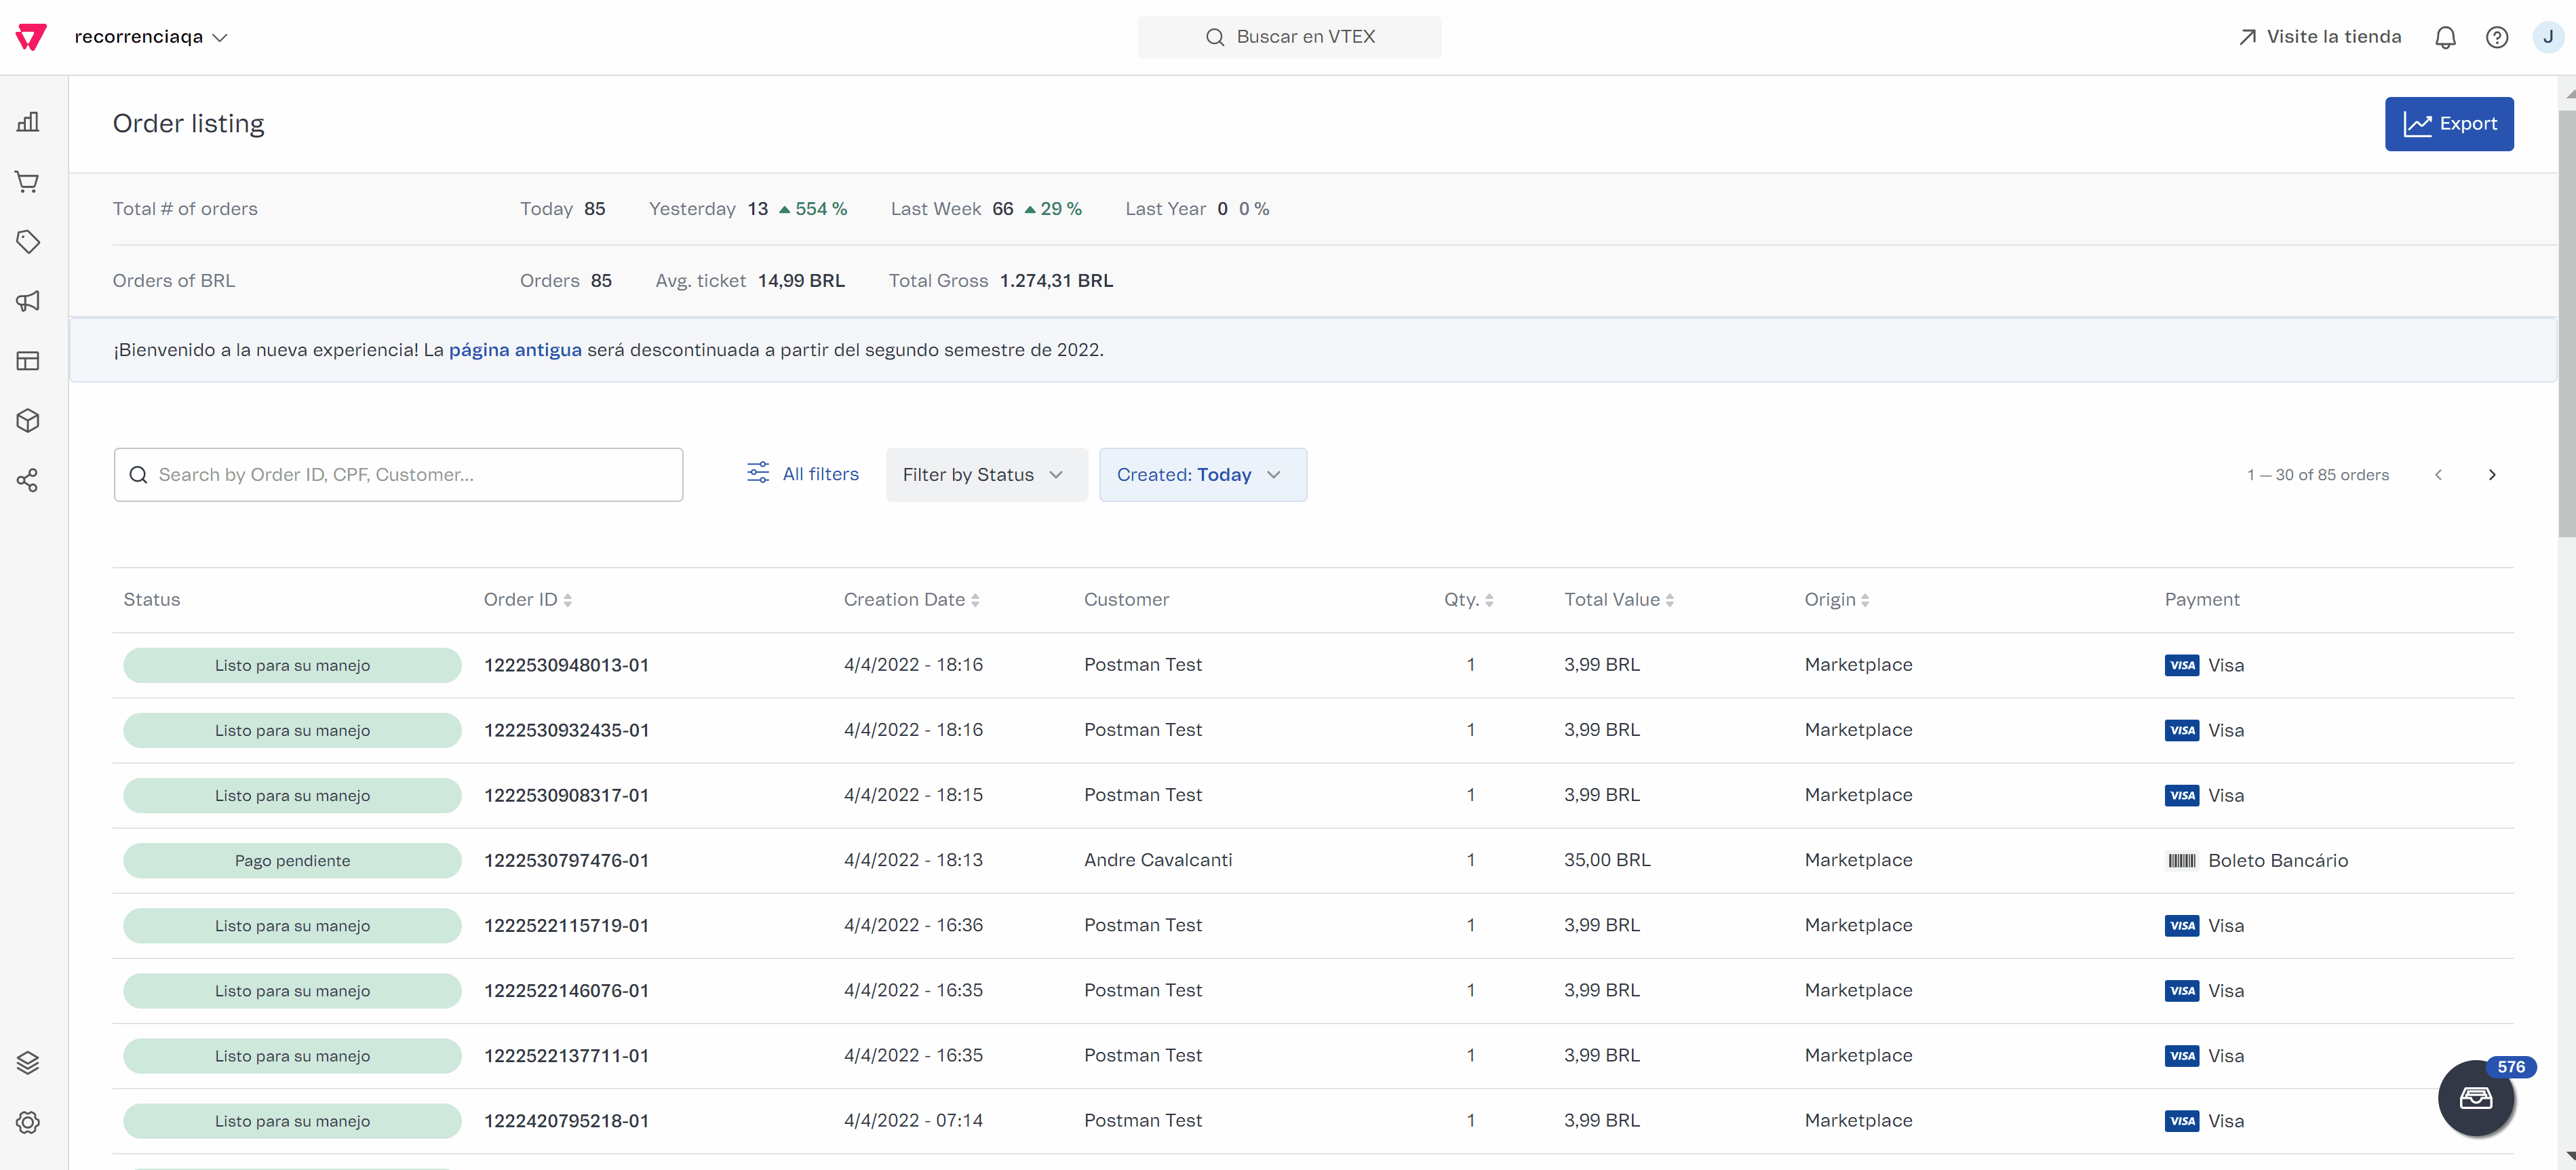 recorrenciaqa
Buscar en VTEX
Visite la tienda
J
Order listing
Export
Total # of orders Today 85 Yesterday 13 554 % Last Week 66 29 % Last Year 0 0 %
Orders of BRL Orders 85 Avg. ticket 14,99 BRL Total Gross 1.274,31 BRL
¡Bienvenido a la nueva experiencia! La página antigua será descontinuada a partir del segundo semestre de 2022.
Search by Order ID, CPF, Customer... All filters Filter by Status Created: Today 1 — 30 of 85 orders
Status Order ID Creation Date Customer Qty. Total Value Origin Payment
Listo para su manejo 1222530948013-01 4/4/2022 - 18:16 Postman Test 1 3,99 BRL Marketplace VISA Visa
Listo para su manejo 1222530932435-01 4/4/2022 - 18:16 Postman Test 1 3,99 BRL Marketplace VISA Visa
Listo para su manejo 1222530908317-01 4/4/2022 - 18:15 Postman Test 1 3,99 BRL Marketplace VISA Visa
Pago pendiente 1222530797476-01 4/4/2022 - 18:13 Andre Cavalcanti 1 35,00 BRL Marketplace Boleto Bancário
Listo para su manejo 1222522115719-01 4/4/2022 - 16:36 Postman Test 1 3,99 BRL Marketplace VISA Visa
Listo para su manejo 1222522146076-01 4/4/2022 - 16:35 Postman Test 1 3,99 BRL Marketplace VISA Visa
Listo para su manejo 1222522137711-01 4/4/2022 - 16:35 Postman Test 1 3,99 BRL Marketplace VISA Visa
576
Listo para su manejo 1222420795218-01 4/4/2022 - 07:14 Postman Test 1 3,99 BRL Marketplace VISA Visa